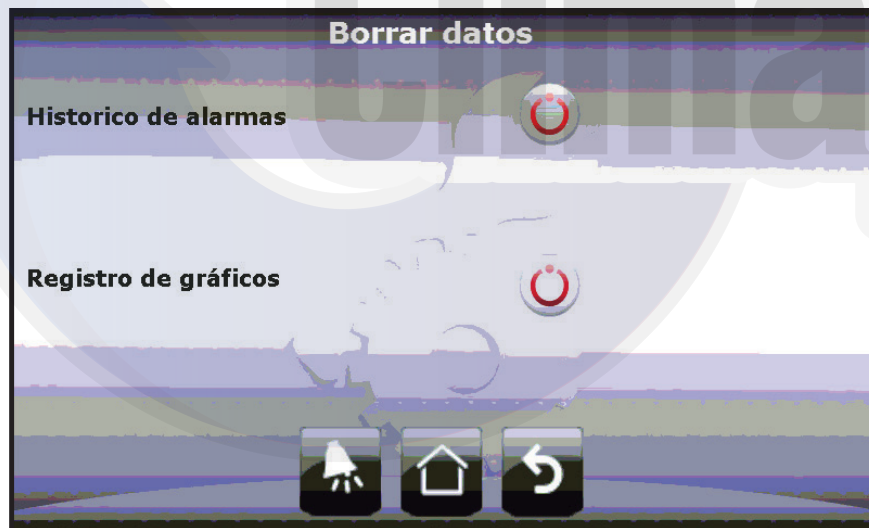 Borrar datos
Historico de alarmas
Registro de gráficos